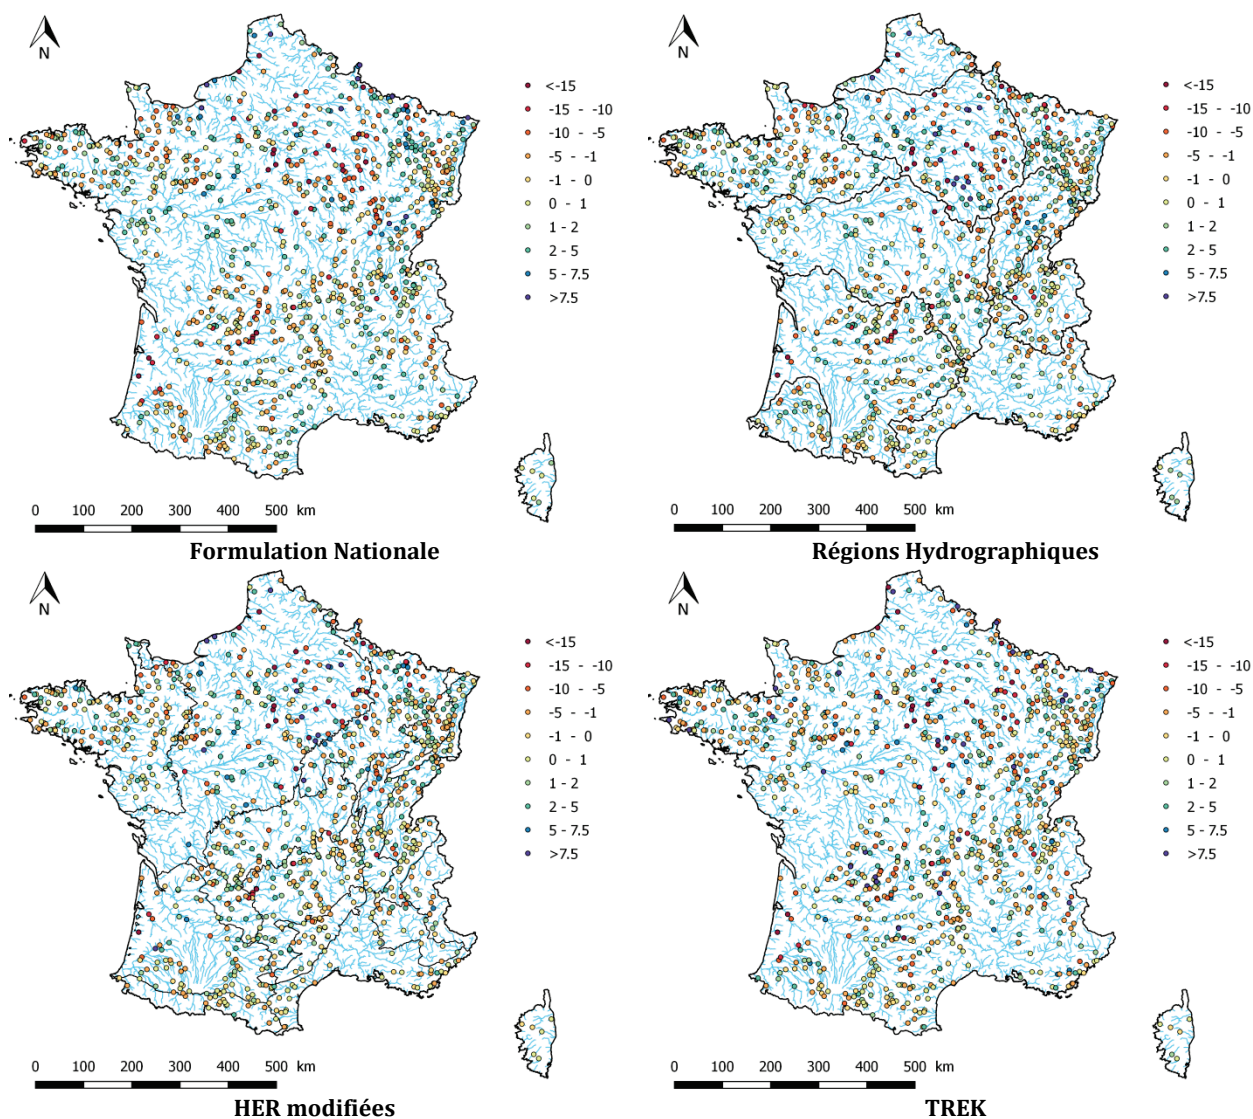 N
<-15
-15 - -10
-10 - -5
-5 - -1
-1 - 0
0 - 1
1 - 2
2 - 5
5 - 7.5
>7.5
0 100 200 300 400 500 km
Formulation Nationale
N
<-15
-15 - -10
-10 - -5
-5 - -1
-1 - 0
0 - 1
1 - 2
2 - 5
5 - 7.5
>7.5
0 100 200 300 400 500 km
Régions Hydrographiques
N
<-15
-15 - -10
-10 - -5
-5 - -1
-1 - 0
0 - 1
1 - 2
2 - 5
5 - 7.5
>7.5
0 100 200 300 400 500 km
HER modifiées
N
<-15
-15 - -10
-10 - -5
-5 - -1
-1 - 0
0 - 1
1 - 2
2 - 5
5 - 7.5
>7.5
0 100 200 300 400 500 km
TREK